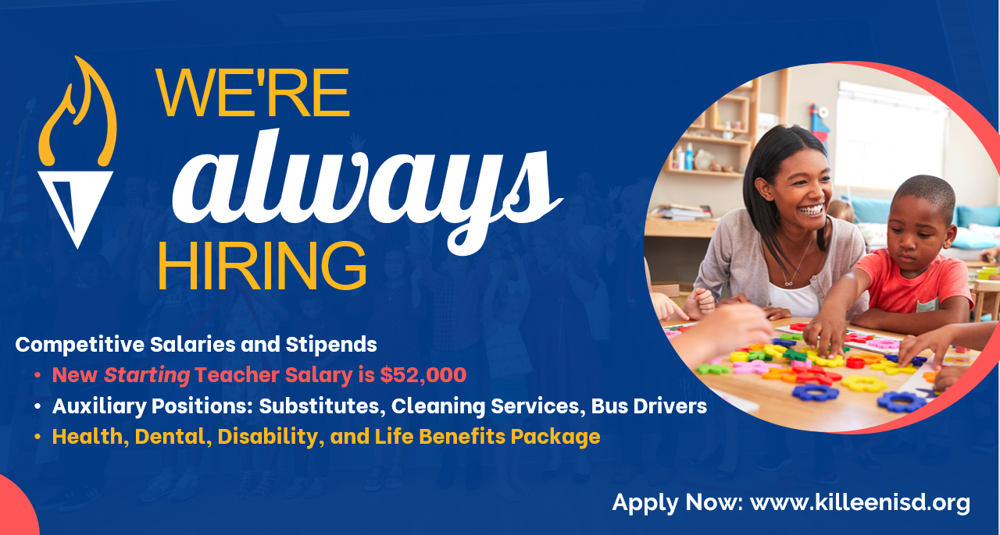 WE'RE
always
HIRING
Competitive Salaries and Stipends
• New Starting Teacher Salary is $52,000
• Auxiliary Positions: Substitutes, Cleaning Services, Bus Drivers
• Health, Dental, Disability, and Life Benefits Package
Apply Now: www.killeenisd.org